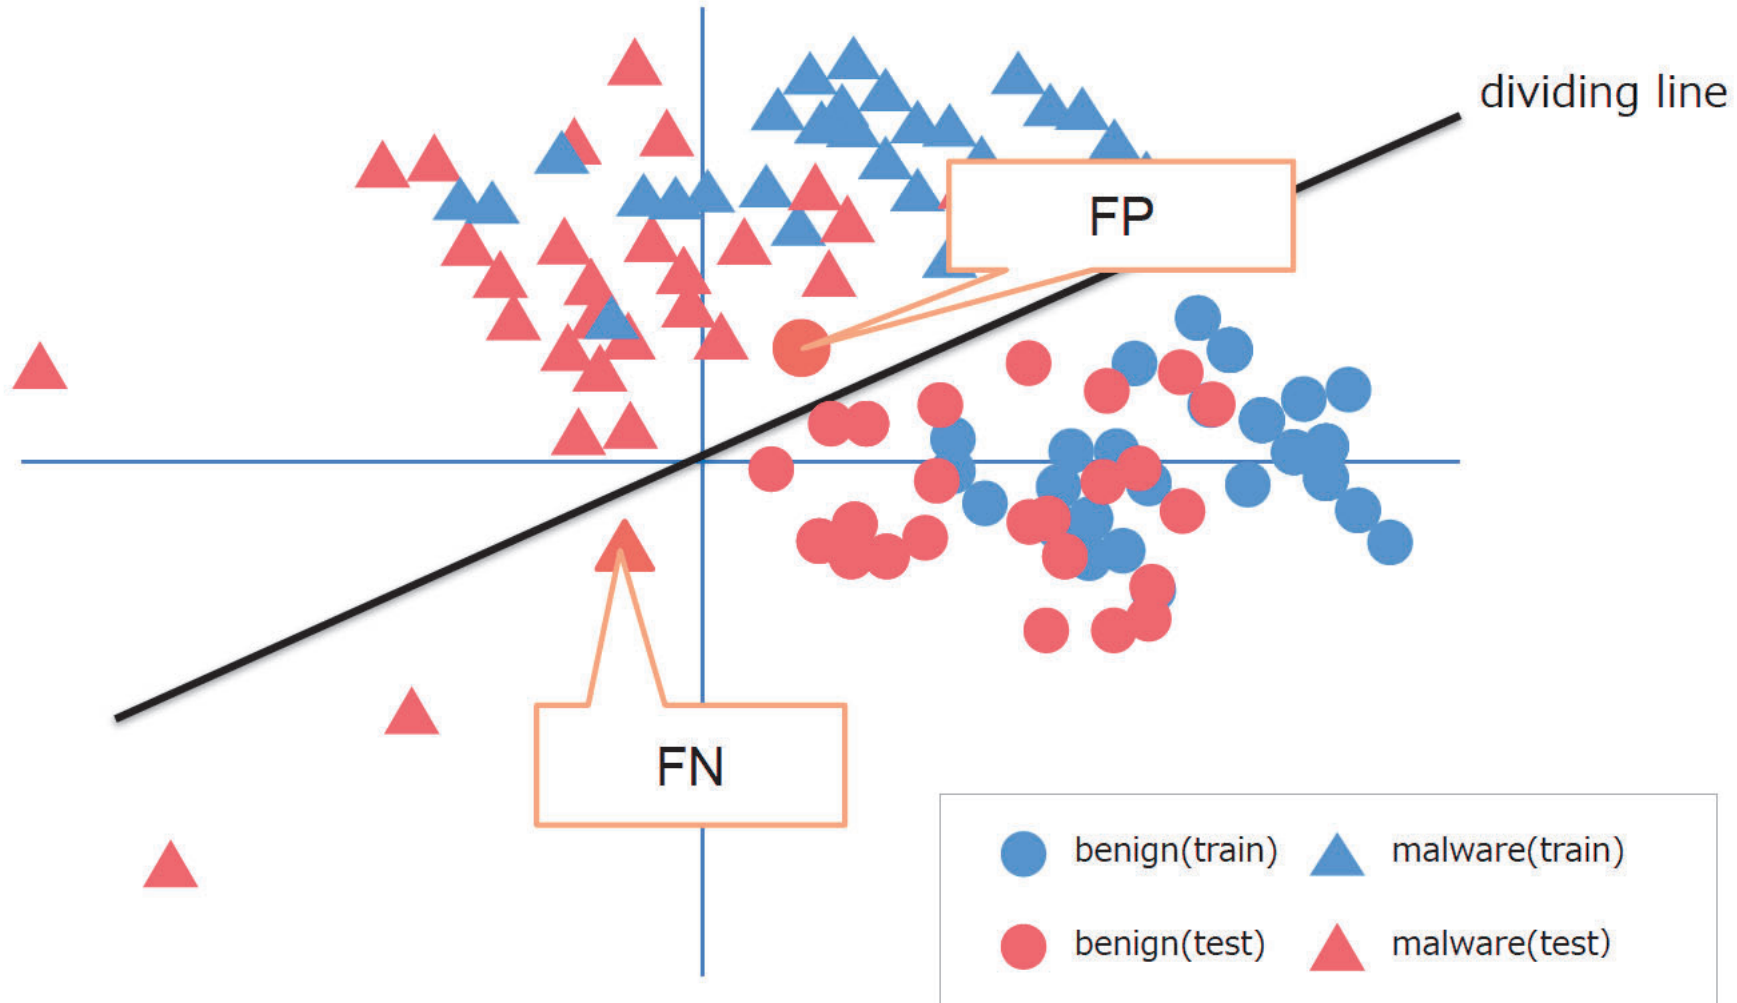 dividing line
FP
FN
benign(train)
malware(train)
benign(test)
malware(test)